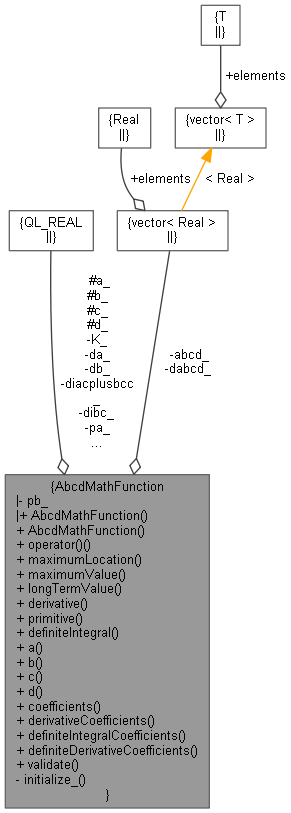 {T
||}
+elements
{Real
||}
{vector< T >
||}
+elements
< Real >
{QL_REAL
||}
{vector< Real >
||}
#a_
#b_
#c_
#d_
-K_
-da_
-db_
-diacplusbcc
_
-dibc_
-pa_
...
-abcd_
-dabcd_
{AbcdMathFunction
|- pb_
|+ AbcdMathFunction()
+ AbcdMathFunction()
+ operator()()
+ maximumLocation()
+ maximumValue()
+ longTermValue()
+ derivative()
+ primitive()
+ definiteIntegral()
+ a()
+ b()
+ c()
+ d()
+ coefficients()
+ derivativeCoefficients()
+ definiteIntegralCoefficients()
+ definiteDerivativeCoefficients()
+ validate()
- initialize_()
}